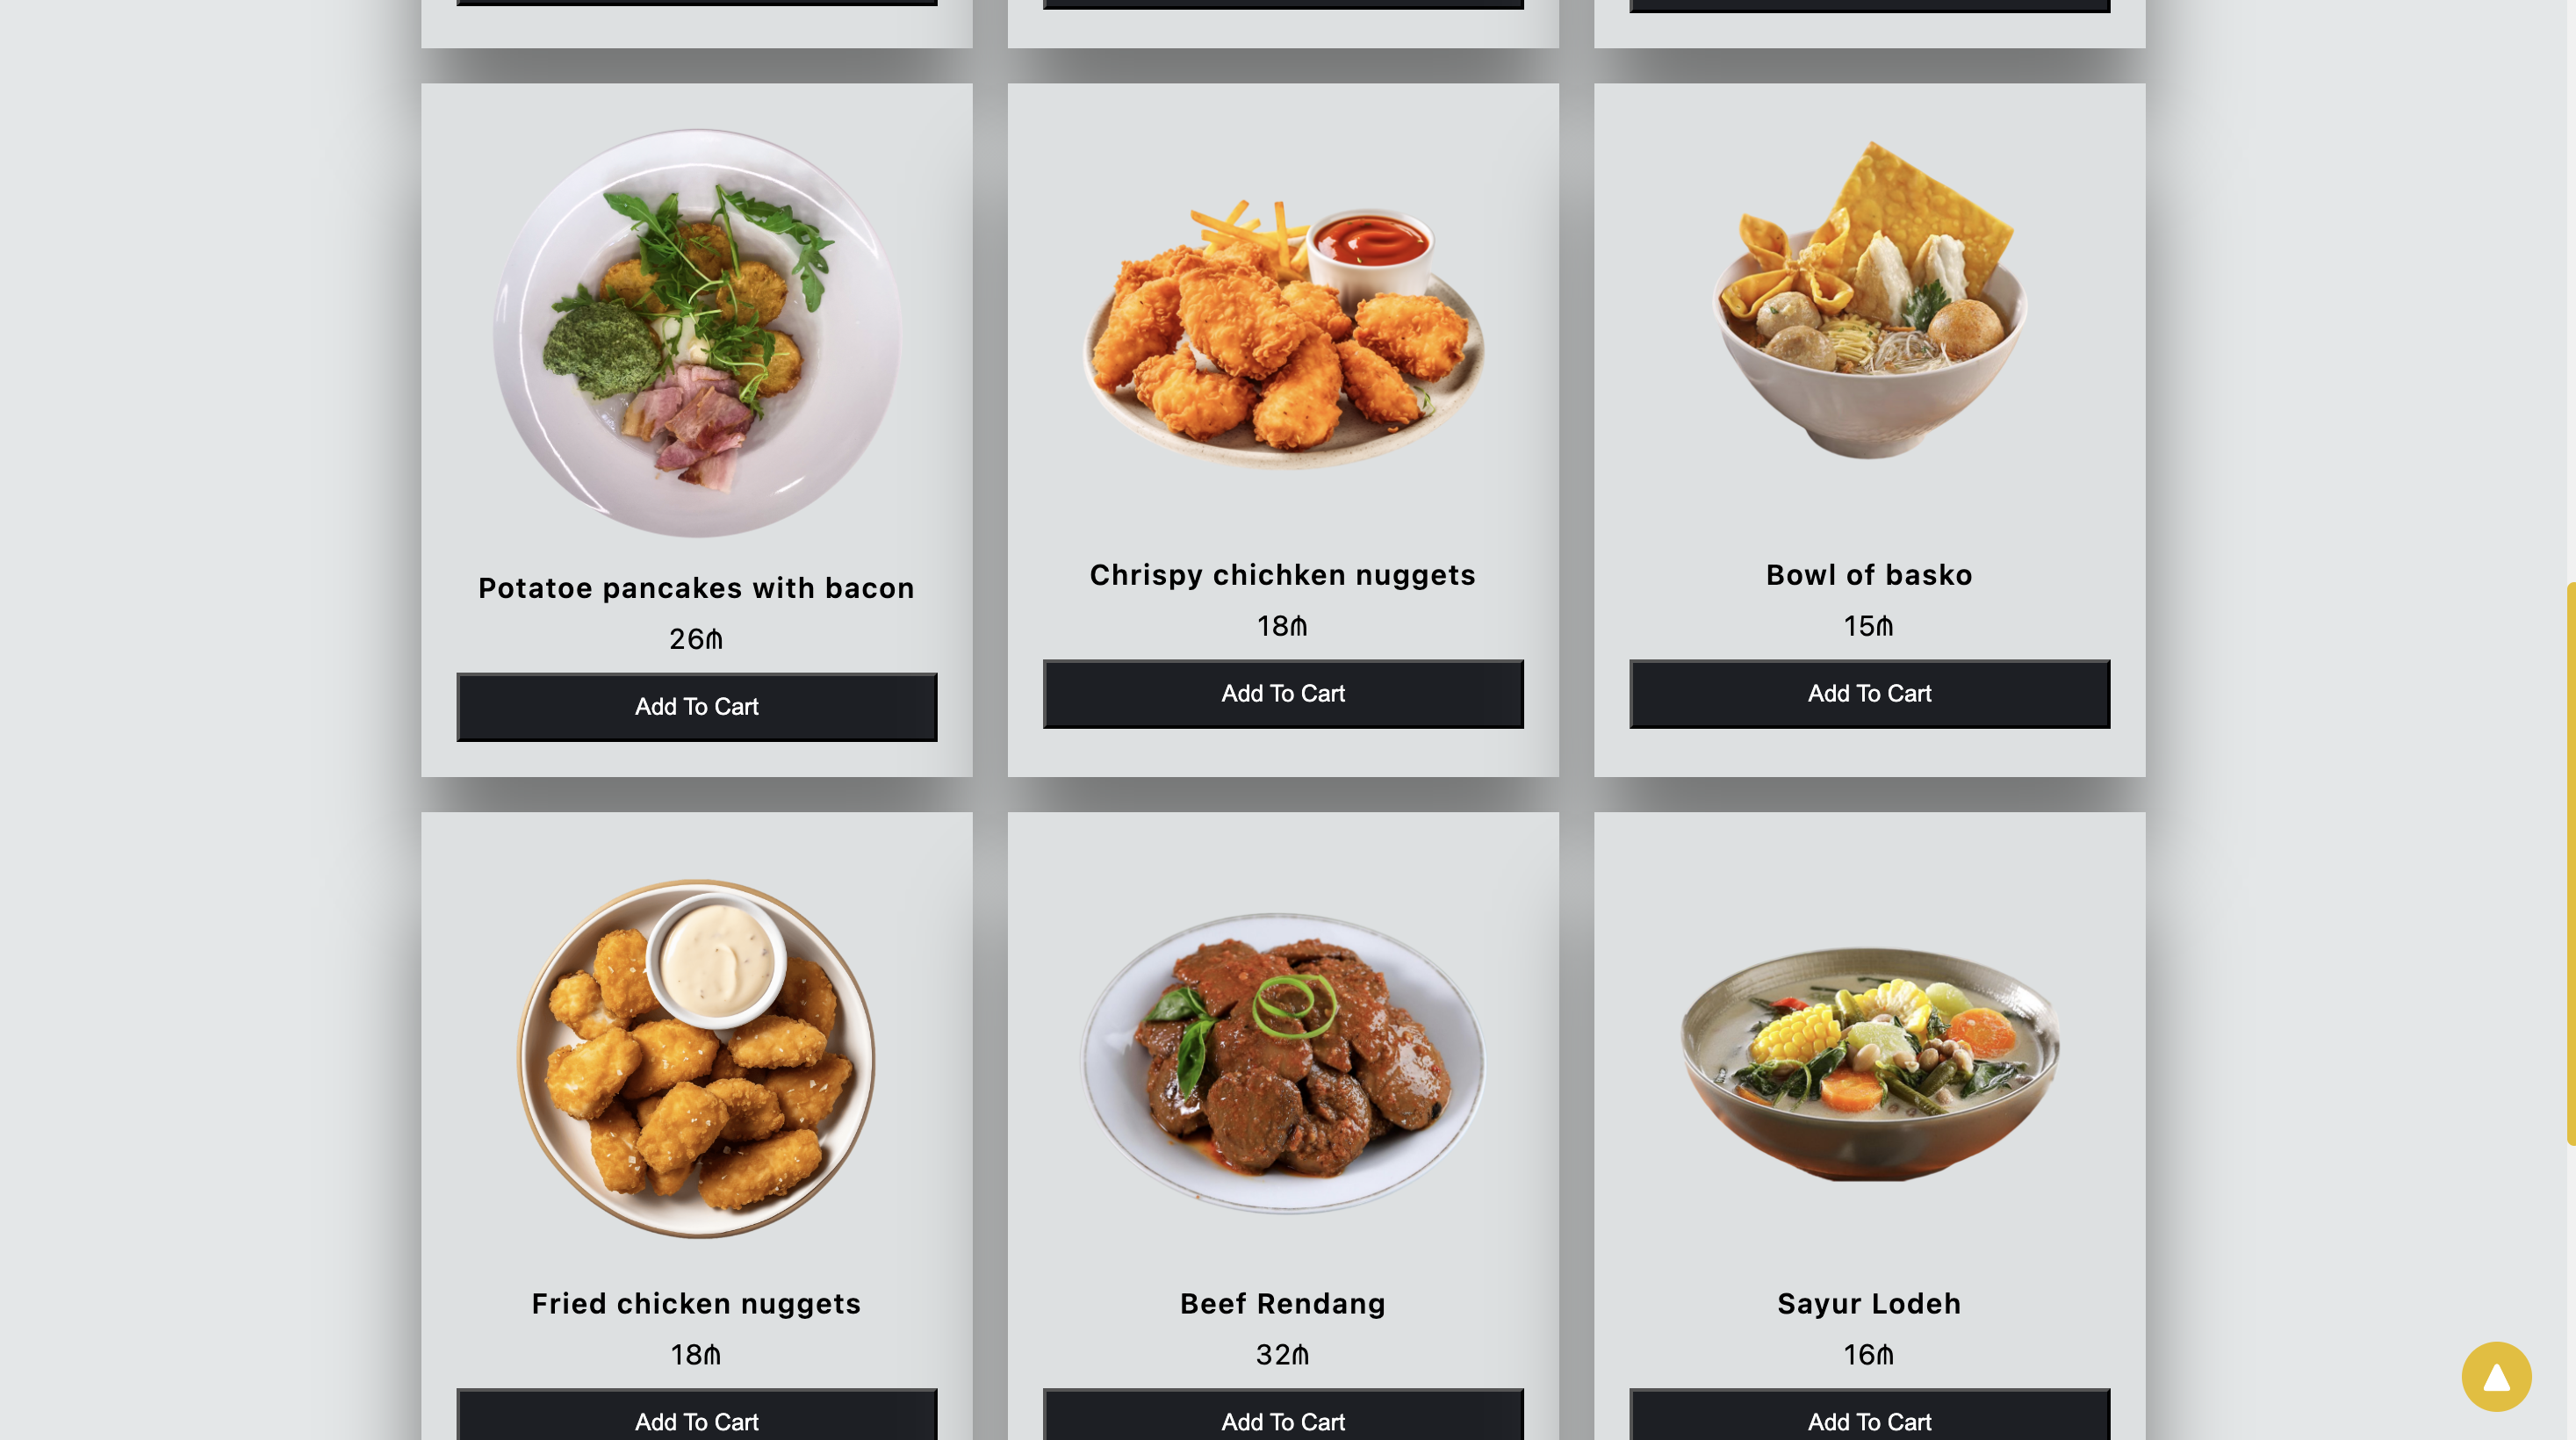 Potatoe pancakes with bacon
26₼
Add To Cart
Chrispy chichken nuggets
18₼
Add To Cart
Bowl of basko
15₼
Add To Cart
Fried chicken nuggets
18₼
Add To Cart
Beef Rendang
32₼
Add To Cart
Sayur Lodeh
16₼
Add To Cart